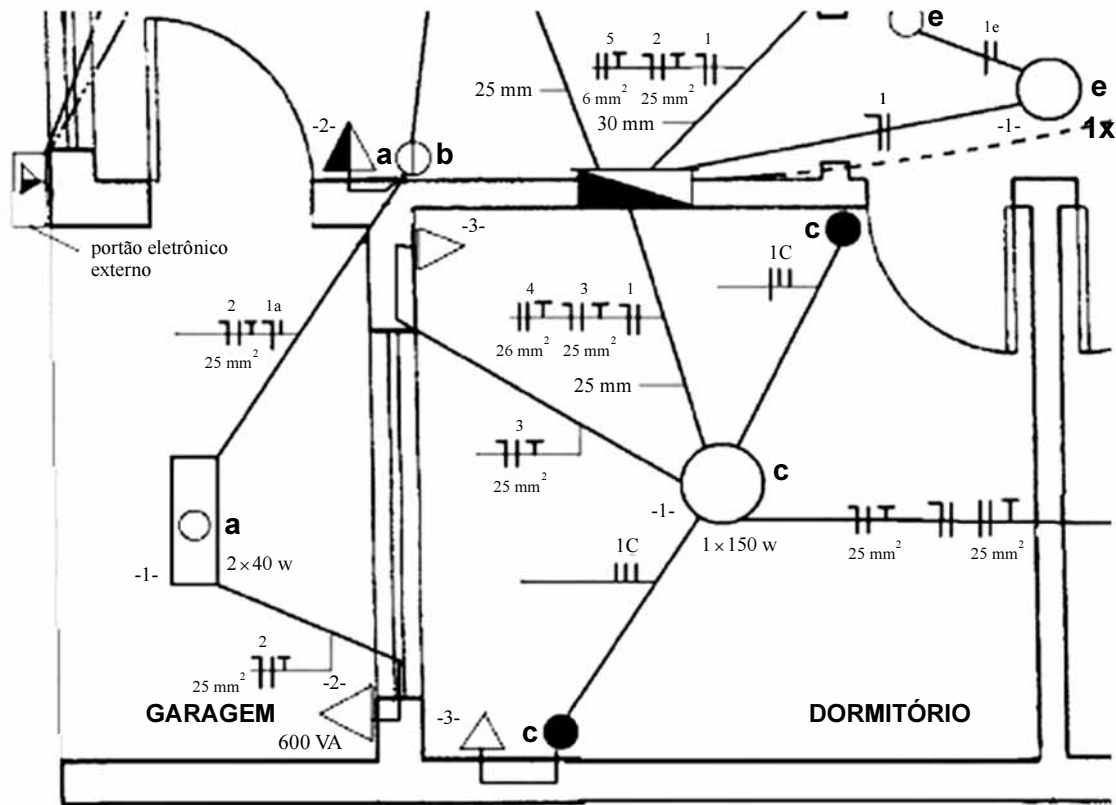 e
1e
5 2 1
6 mm² 25 mm²
25 mm
30 mm
e
1
-1-
1x
-2-
a b
-3-
portão eletrônico
externo
c
1C
4 3 1
26 mm² 25 mm²
2 1a
25 mm²
25 mm
3
25 mm²
c
-1-
1 × 150 w
25 mm² 25 mm²
a
2 × 40 w
-1-
1C
2
25 mm²
-2-
GARAGEM
600 VA
-3-
c
DORMITÓRIO